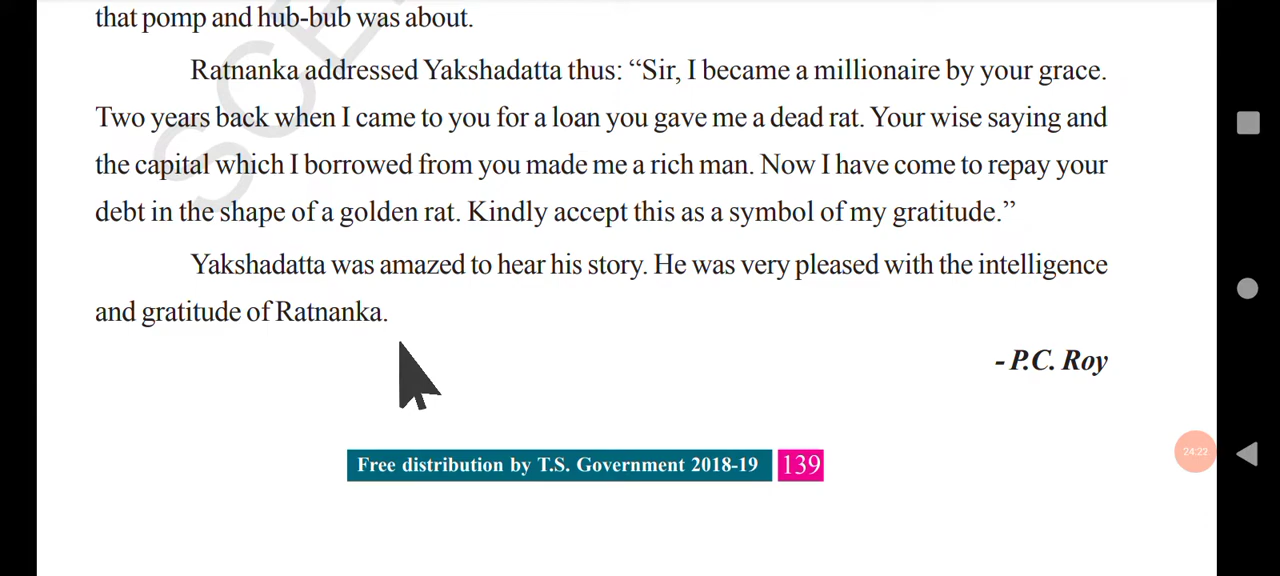 that pomp and hub-bub was about.
Ratnanka addressed Yakshadatta thus: “Sir, I became a millionaire by your grace.
Two years back when I came to you for a loan you gave me a dead rat. Your wise saying and
the capital which I borrowed from you made me a rich man. Now I have come to repay your
debt in the shape of a golden rat. Kindly accept this as a symbol of my gratitude.”
Yakshadatta was amazed to hear his story. He was very pleased with the intelligence
and gratitude of Ratnanka.
- P.C. Roy
Free distribution by T.S. Government 2018-19 139
24:22